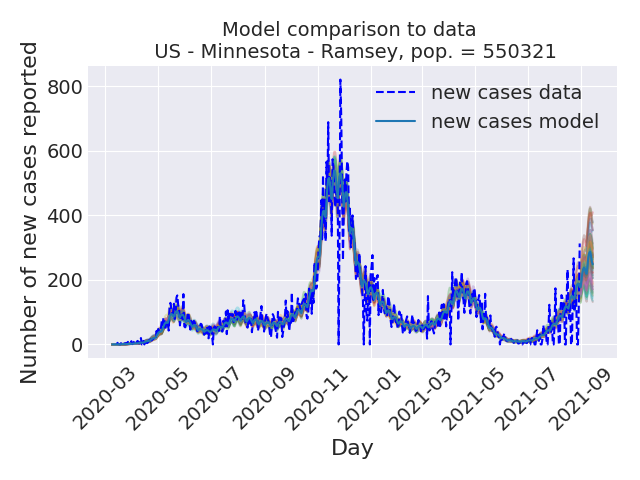 Model comparison to data
US - Minnesota - Ramsey, pop. = 550321
Number of new cases reported
800
600
400
200
0
new cases data
new cases model
2020-03
2020-05
2020-07
2020-09
2020-11
2021-01
2021-03
2021-05
2021-07
2021-09
Day